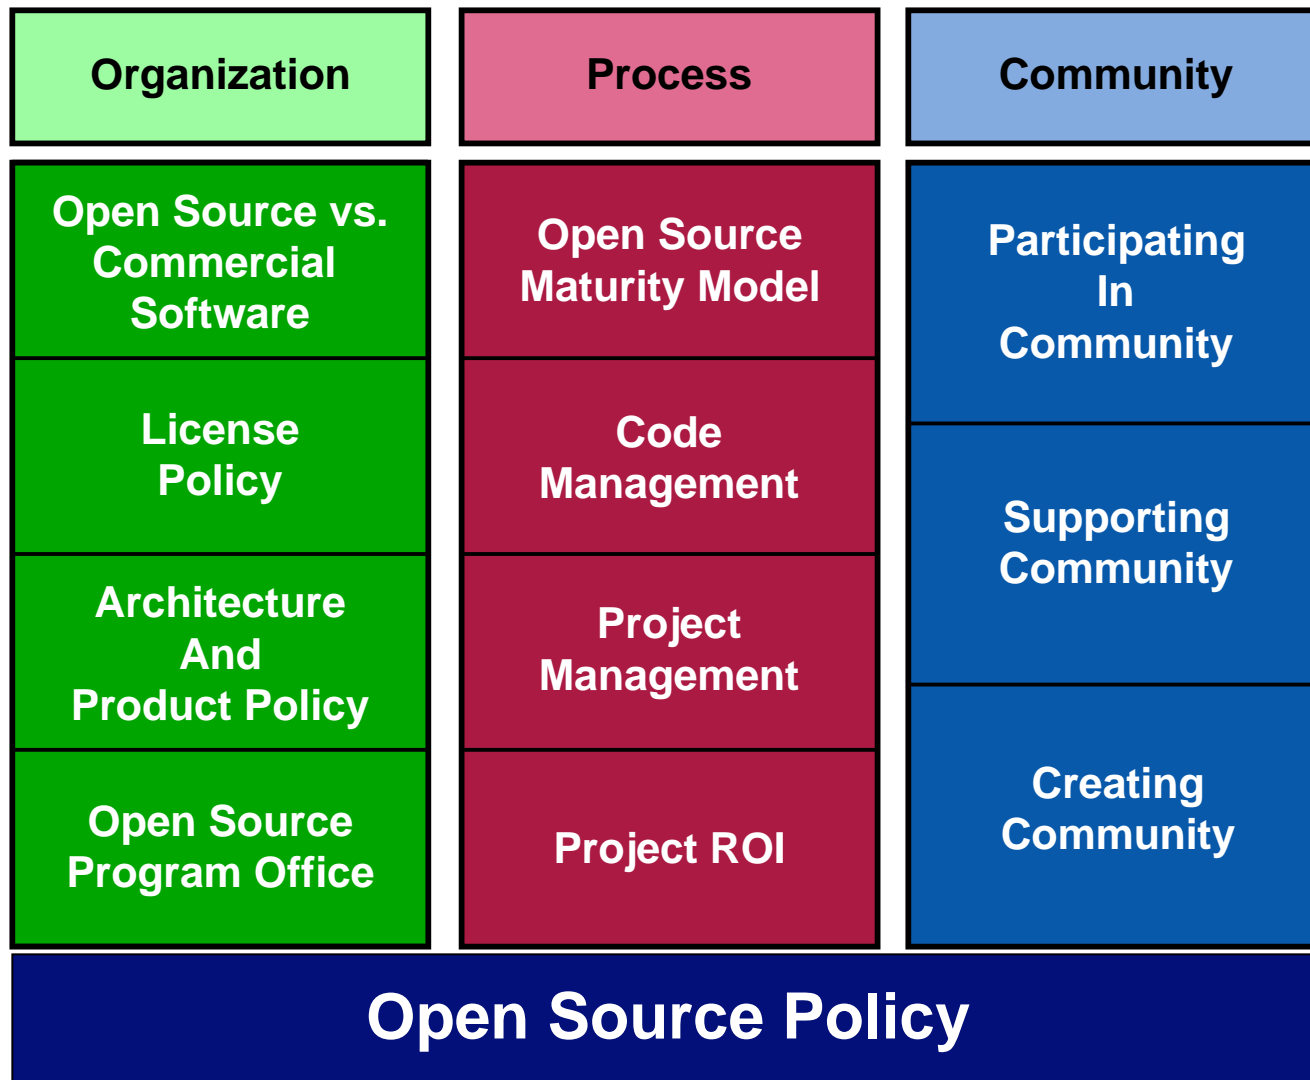 Organization
Open Source vs.
Commercial
Software
License
Policy
Architecture
And
Product Policy
Open Source
Program Office
Process
Open Source
Maturity Model
Code
Management
Project
Management
Project ROI
Community
Participating
In
Community
Supporting
Community
Creating
Community
Open Source Policy